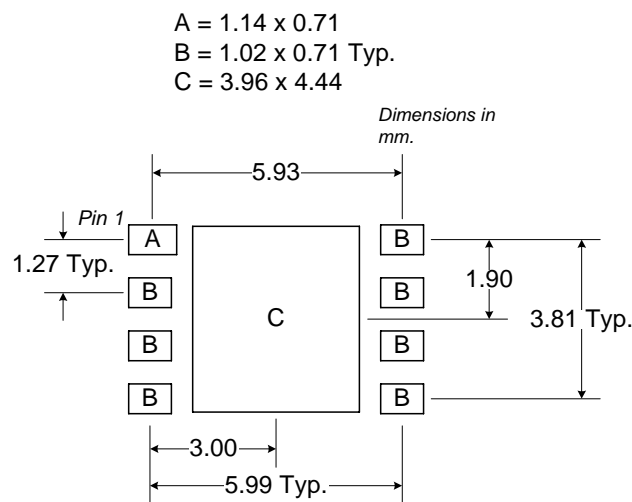 A = 1.14 x 0.71
B = 1.02 x 0.71 Typ.
C = 3.96 x 4.44
Dimensions in
mm.
5.93
Pin 1
A
B
1.27 Typ.
B
B
1.90
C
3.81 Typ.
B
B
B
B
3.00
5.99 Typ.